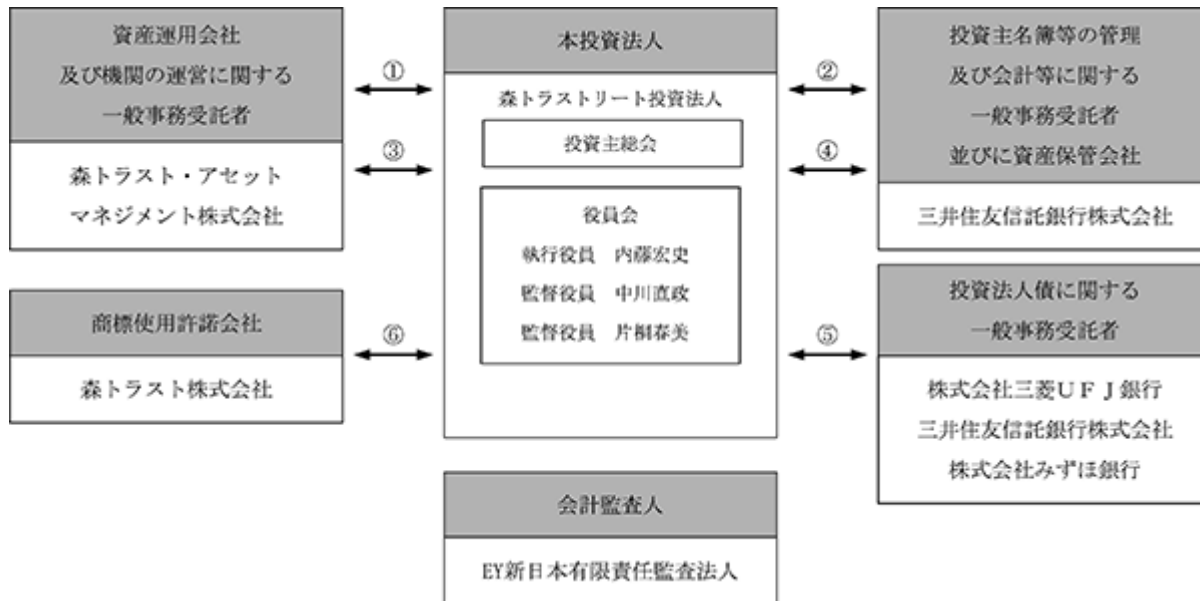 資産運用会社
及び機関の運営に関する
一般事務受託者
森トラスト・アセット
マネジメント株式会社
①
③
本投資法人
森トラストリート投資法人
投資主総会
役員会
執行役員 内藤宏史
監督役員 中川直政
監督役員 片桐春美
②
④
投資主名簿等の管理
及び会計等に関する
一般事務受託者
並びに資産保管会社
三井住友信託銀行株式会社
商標使用許諾会社
森トラスト株式会社
⑥
⑤
投資法人債に関する
一般事務受託者
株式会社三菱UFJ銀行
三井住友信託銀行株式会社
株式会社みずほ銀行
会計監査人
EY新日本有限責任監査法人